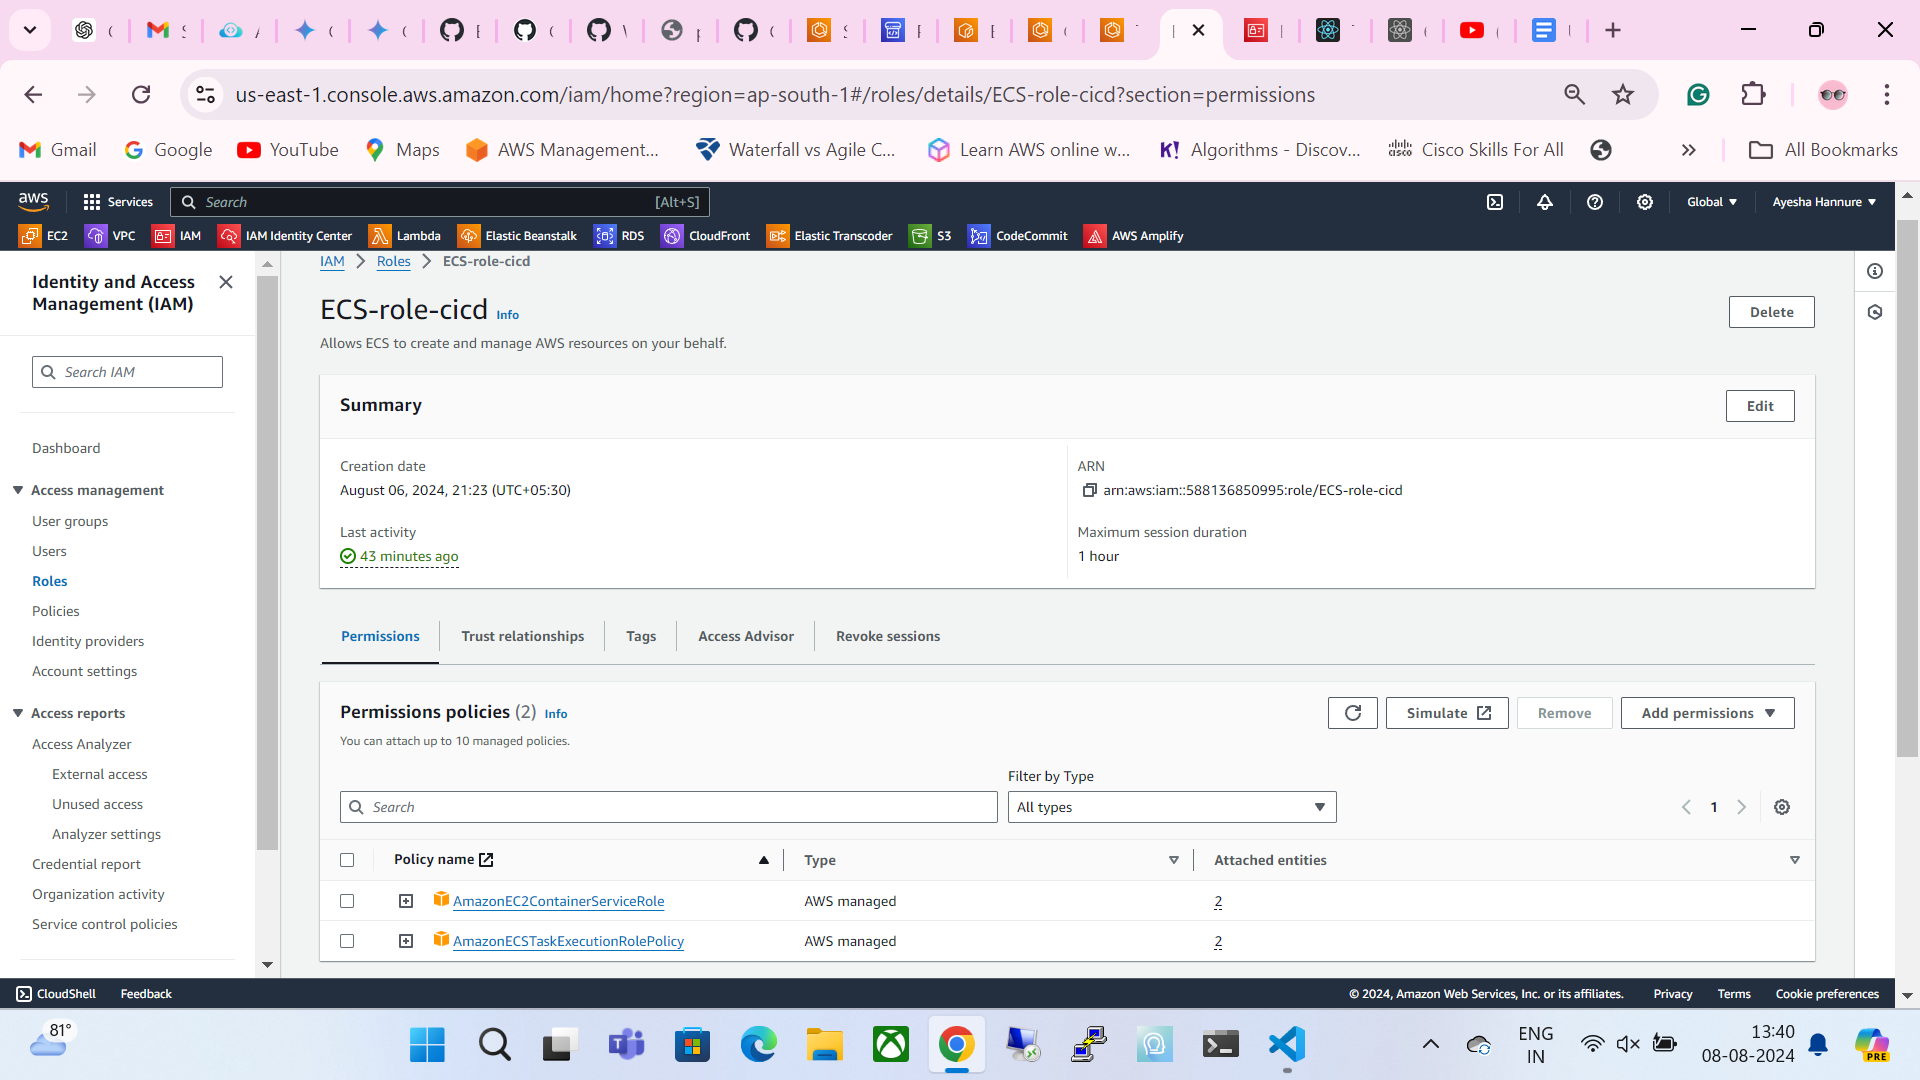 us-east-1.console.aws.amazon.com/iam/home?region=ap-south-1#/roles/details/ECS-role-cicd?section=permissions
Gmail Google YouTube Maps AWS Management... Waterfall vs Agile C... Learn AWS online w... K! Algorithms - Discov... Cisco Skills For All » All Bookmarks
aws Services Search [Alt+S] Global Ayesha Hannure
EC2 VPC IAM IAM Identity Center Lambda Elastic Beanstalk RDS CloudFront Elastic Transcoder S3 CodeCommit AWS Amplify
Identity and Access
Management (IAM)
Search IAM
Dashboard
Access management
User groups
Users
Roles
Policies
Identity providers
Account settings
Access reports
Access Analyzer
External access
Unused access
Analyzer settings
Credential report
Organization activity
Service control policies
IAM > Roles > ECS-role-cicd
ECS-role-cicd Info
Delete
Allows ECS to create and manage AWS resources on your behalf.
Summary
Edit
Creation date
August 06, 2024, 21:23 (UTC+05:30)
ARN
arn:aws:iam::588136850995:role/ECS-role-cicd
Last activity
43 minutes ago
Maximum session duration
1 hour
Permissions Trust relationships Tags Access Advisor Revoke sessions
Permissions policies (2) Info
You can attach up to 10 managed policies.
Simulate Remove Add permissions
Filter by Type
Search All types 1
Policy name Type Attached entities
AmazonEC2ContainerServiceRole AWS managed 2
AmazonECSTaskExecutionRolePolicy AWS managed 2
CloudShell Feedback © 2024, Amazon Web Services, Inc. or its affiliates. Privacy Terms Cookie preferences
81°
ENG
IN
13:40
08-08-2024
PRE